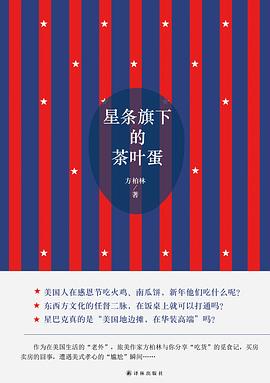 星条旗下
的
茶叶蛋
方柏林
著
★ 美国人在感恩节吃火鸡、南瓜饼，新年他们吃什么呢？
★ 东西方文化的任督二脉，在饭桌上就可以打通吗？
★ 星巴克真的是“美国地边摊，在华装高端”吗？
作为在美国生活的“老外”，旅美作家方柏林与你分享“吃货”的觅食记，买房
卖房的囧事，遭遇美式孝心的“尴尬”瞬间……
译林出版社